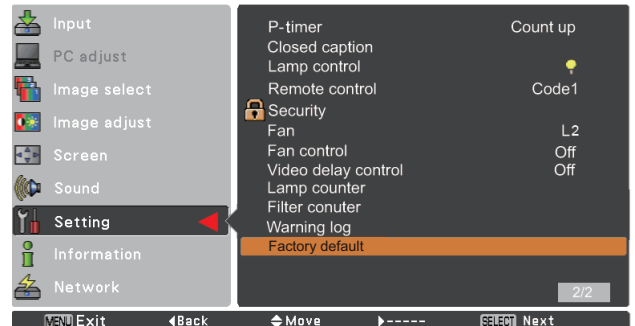 Input
PC adjust
Image select
Image adjust
Screen
Sound
Setting
Information
Network
P-timer Count up
Closed caption
Lamp control
Remote control Code1
Security
Fan L2
Fan control Off
Video delay control Off
Lamp counter
Filter conuter
Warning log
Factory default
2/2
MENU Exit Back Move ----- SELECT Next